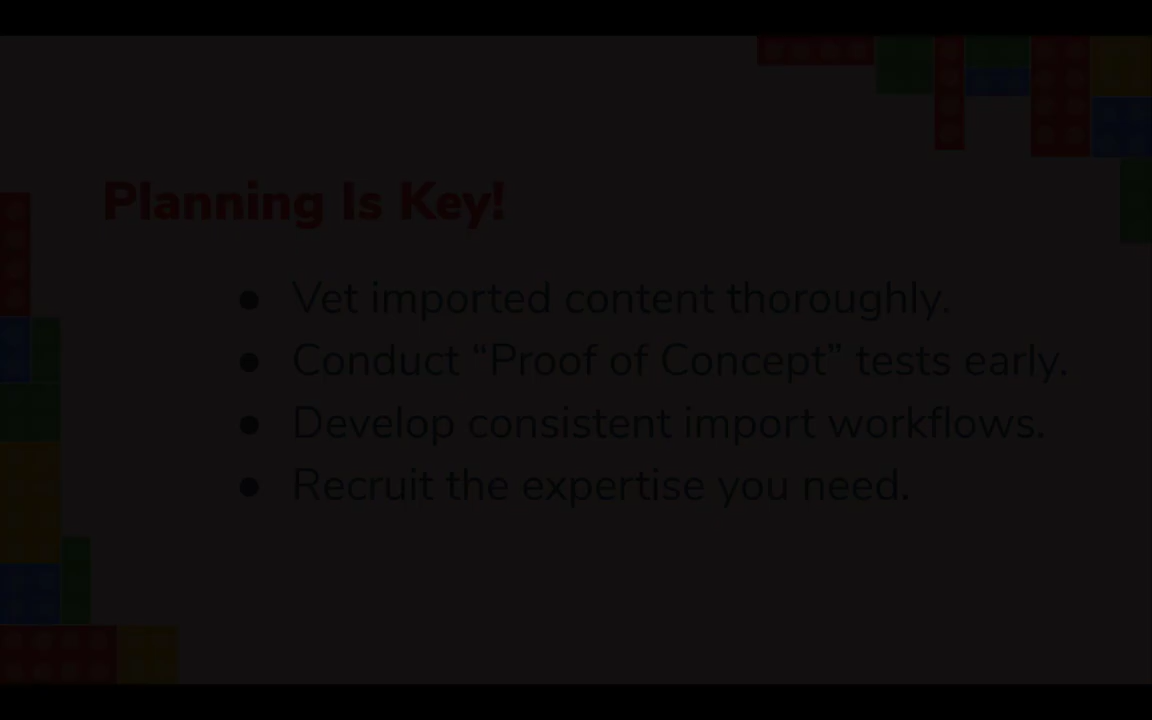 Planning Is Key!
● Vet imported content thoroughly.
● Conduct “Proof of Concept” tests early.
● Develop consistent import workflows.
● Recruit the expertise you need.